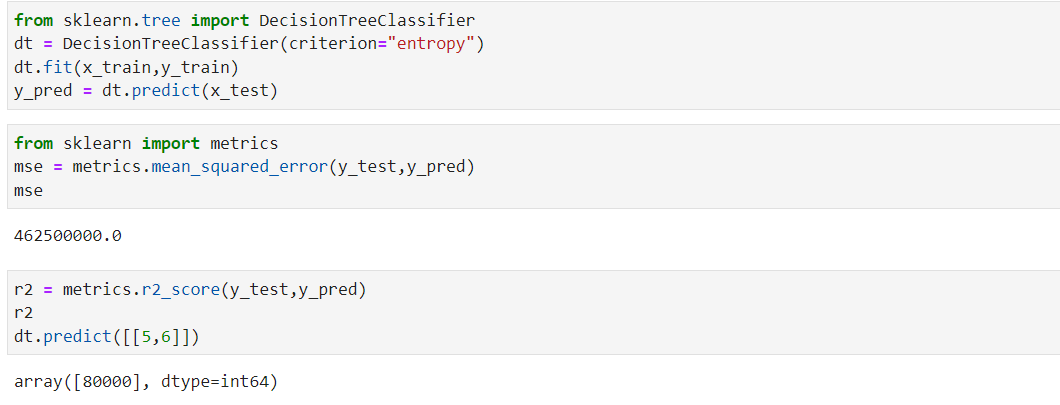 from sklearn.tree import DecisionTreeClassifier
dt = DecisionTreeClassifier(criterion="entropy")
dt.fit(x_train,y_train)
y_pred = dt.predict(x_test)
from sklearn import metrics
mse = metrics.mean_squared_error(y_test,y_pred)
mse
462500000.0
r2 = metrics.r2_score(y_test,y_pred)
r2
dt.predict([[5,6]])
array([80000], dtype=int64)